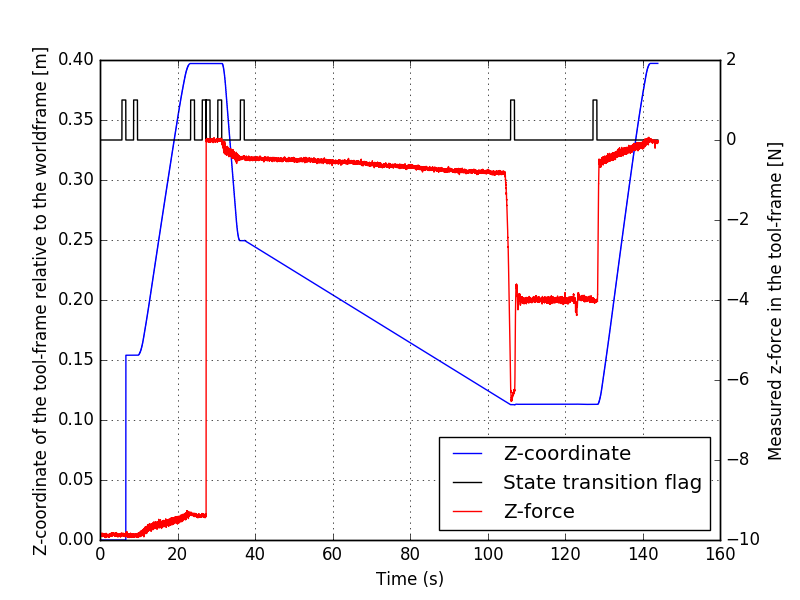 Z-coordinate of the tool-frame relative to the worldframe [m]
0.40
0.35
0.30
0.25
0.20
0.15
0.10
0.05
0.00
2
0
−2
−4
−6
−8
−10
Measured z-force in the tool-frame [N]
Z-coordinate
State transition flag
Z-force
0 20 40 60 80 100 120 140 160
Time (s)